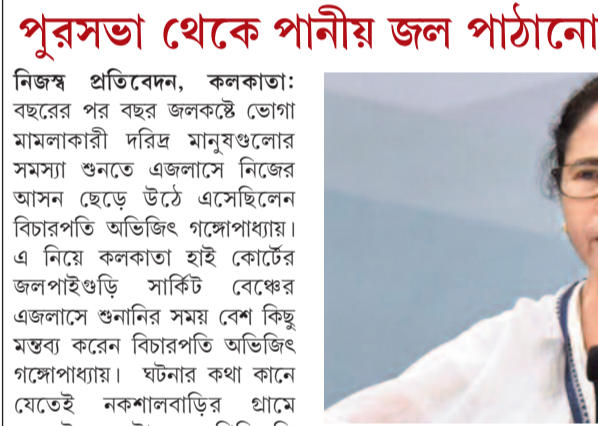 পুরসভা থেকে পানীয় জল পাঠানো
নিজস্ব প্রতিবেদন, কলকাতা:
বছরের পর বছর জলকষ্টে ভোগা
মামলাকারী দরিদ্র মানুষগুলোর
সমস্যা শুনতে এজলাসে নিজের
আসন ছেড়ে উঠে এসেছিলেন
বিচারপতি অভিজিৎ গঙ্গোপাধ্যায়।
এ নিয়ে কলকাতা হাই কোর্টের
জলপাইগুড়ি সার্কিট বেঞ্চের
এজলাসে শুনানির সময় বেশ কিছু
মন্তব্য করেন বিচারপতি অভিজিৎ
গঙ্গোপাধ্যায়। ঘটনার কথা কানে
যেতেই নকশালবাড়ির গ্রামে